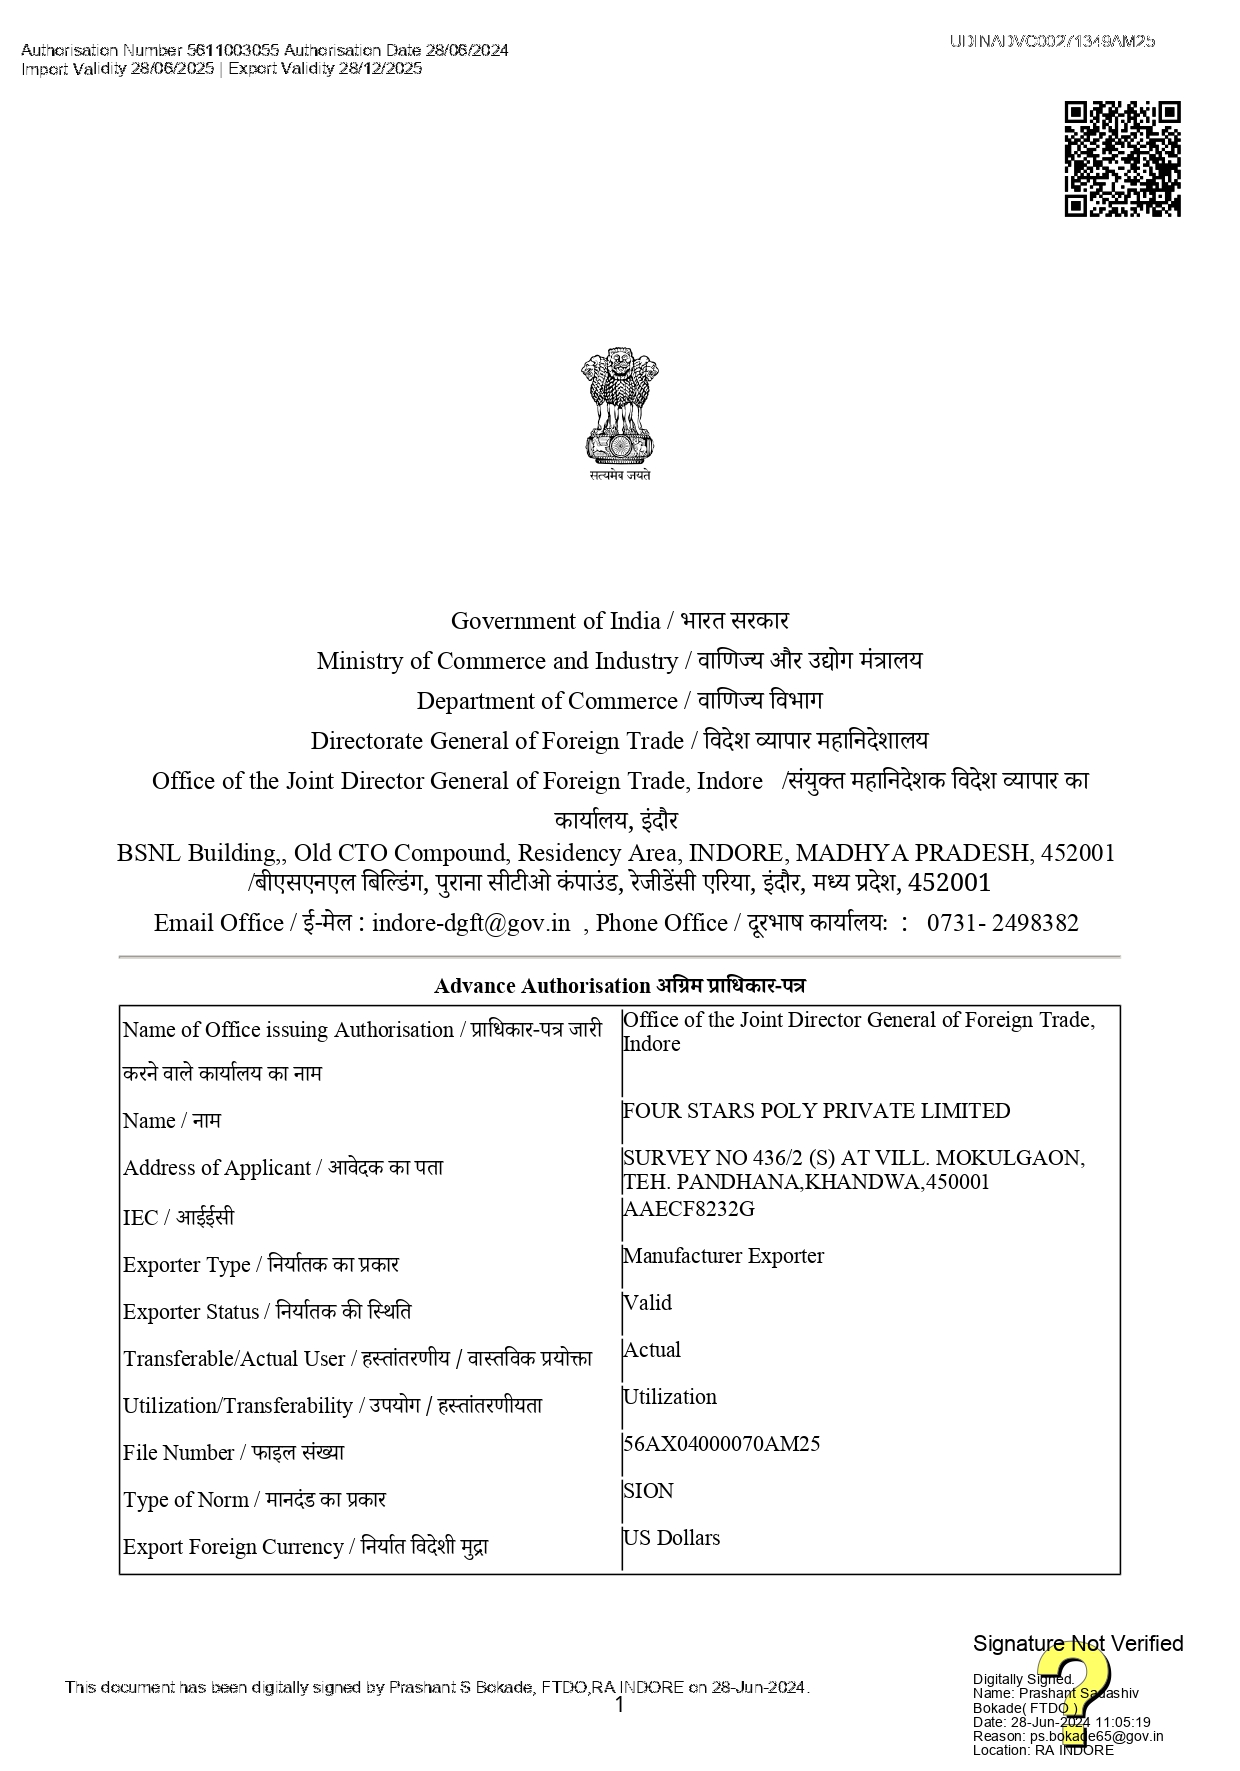 Authorisation Number 5611003055 Authorisation Date 28/06/2024
Import Validity 28/06/2025 | Export Validity 28/12/2025
UDINADVC00271349AM25
सत्यमेव जयते
Government of India / भारत सरकार
Ministry of Commerce and Industry / वाणिज्य और उद्योग मंत्रालय
Department of Commerce / वाणिज्य विभाग
Directorate General of Foreign Trade / विदेश व्यापार महानिदेशालय
Office of the Joint Director General of Foreign Trade, Indore /संयुक्त महानिदेशक विदेश व्यापार का
कार्यालय, इंदौर
BSNL Building,, Old CTO Compound, Residency Area, INDORE, MADHYA PRADESH, 452001
/बीएसएनएल बिल्डिंग, पुराना सीटीओ कंपाउंड, रेजीडेंसी एरिया, इंदौर, मध्य प्रदेश, 452001
Email Office / ई-मेल : indore-dgft@gov.in , Phone Office / दूरभाष कार्यालयः : 0731- 2498382
Advance Authorisation अग्रिम प्राधिकार-पत्र
Name of Office issuing Authorisation / प्राधिकार-पत्र जारी
करने वाले कार्यालय का नाम
Office of the Joint Director General of Foreign Trade,
Indore
Name / नाम
FOUR STARS POLY PRIVATE LIMITED
Address of Applicant / आवेदक का पता
SURVEY NO 436/2 (S) AT VILL. MOKULGAON,
TEH. PANDHANA,KHANDWA,450001
IEC / आईईसी
AAECF8232G
Exporter Type / निर्यातक का प्रकार
Manufacturer Exporter
Exporter Status / निर्यातक की स्थिति
Valid
Transferable/Actual User / हस्तांतरणीय / वास्तविक प्रयोक्ता
Actual
Utilization/Transferability / उपयोग / हस्तांतरणीयता
Utilization
File Number / फाइल संख्या
56AX04000070AM25
Type of Norm / मानदंड का प्रकार
SION
Export Foreign Currency / निर्यात विदेशी मुद्रा
US Dollars
This document has been digitally signed by Prashant S Bokade, FTDO,RA INDORE on 28-Jun-2024.
1
Signature Not Verified
Digitally Signed.
Name: Prashant Sadashiv
Bokade( FTDO )
Date: 28-Jun-2024 11:05:19
Reason: ps.bokade65@gov.in
Location: RA INDORE